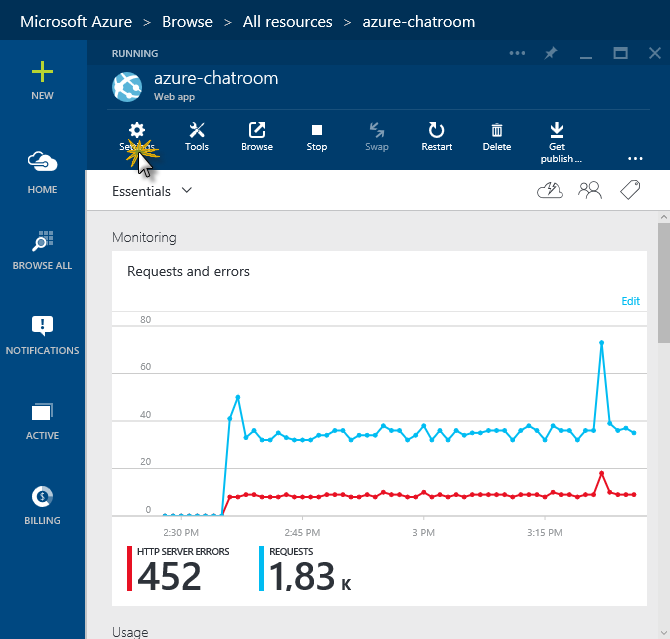 Microsoft Azure > Browse > All resources > azure-chatroom
RUNNING
azure-chatroom
Web app
Settings Tools Browse Stop Swap Restart Delete Get publish ...
Essentials
NEW
HOME
BROWSE ALL
NOTIFICATIONS
ACTIVE
BILLING
Monitoring
Requests and errors
Edit
80
60
40
20
0
2:30 PM 2:45 PM 3 PM 3:15 PM
HTTP SERVER ERRORS
452
REQUESTS
1,83 K
Usage